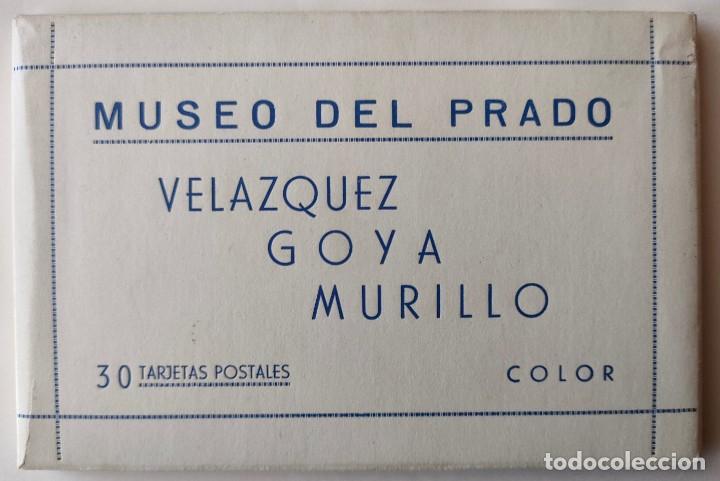 MUSEO DEL PRADO
VELAZQUEZ
GOYA
MURILLO
30 TARJETAS POSTALES
COLOR
todocoleccion